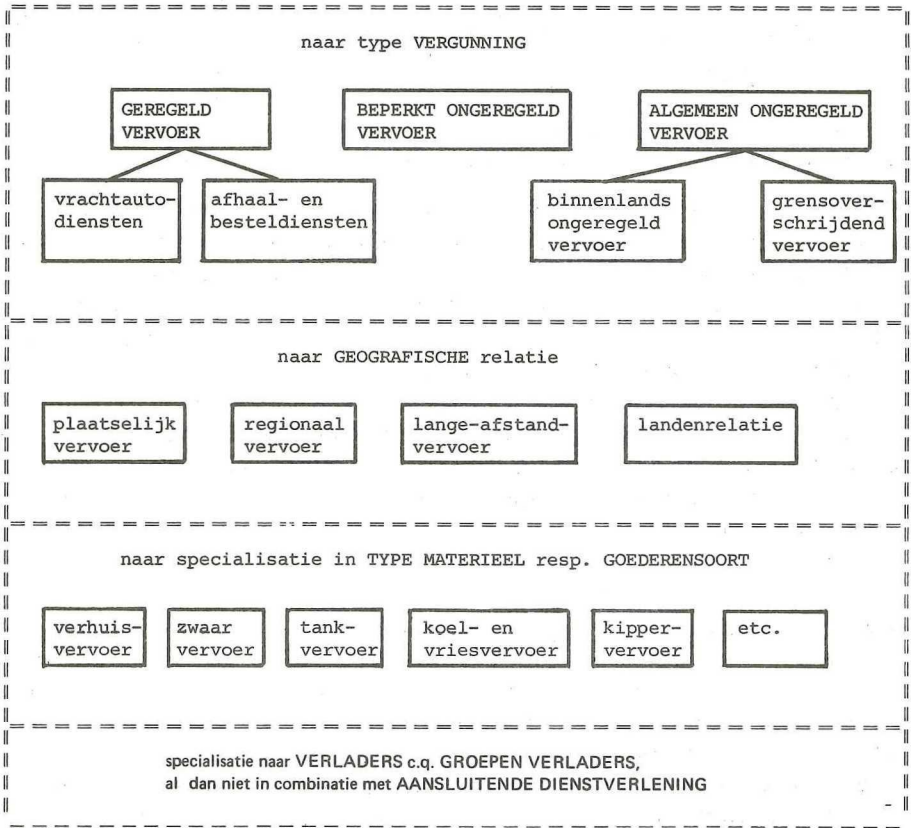 naar type VERGUNNING
GEREGELD
VERVOER
BEPERKT ONGEREGELD
VERVOER
ALGEMEEN ONGEREGELD
VERVOER
vrachtauto-
diensten
afhaal- en
besteldiensten
binnenlands
ongeregeld
vervoer
grensover-
schrijdend
vervoer
naar GEOGRAFISCHE relatie
plaatselijk
vervoer
regionaal
vervoer
lange-afstand-
vervoer
landenrelatie
naar specialisatie in TYPE MATERIEEL resp. GOEDERENSOORT
verhuis-
vervoer
zwaar
vervoer
tank-
vervoer
koel- en
vriesvervoer
kipper-
vervoer
etc.
specialisatie naar VERLADERS c.q. GROEPEN VERLADERS,
al dan niet in combinatie met AANSLUITENDE DIENSTVERLENING